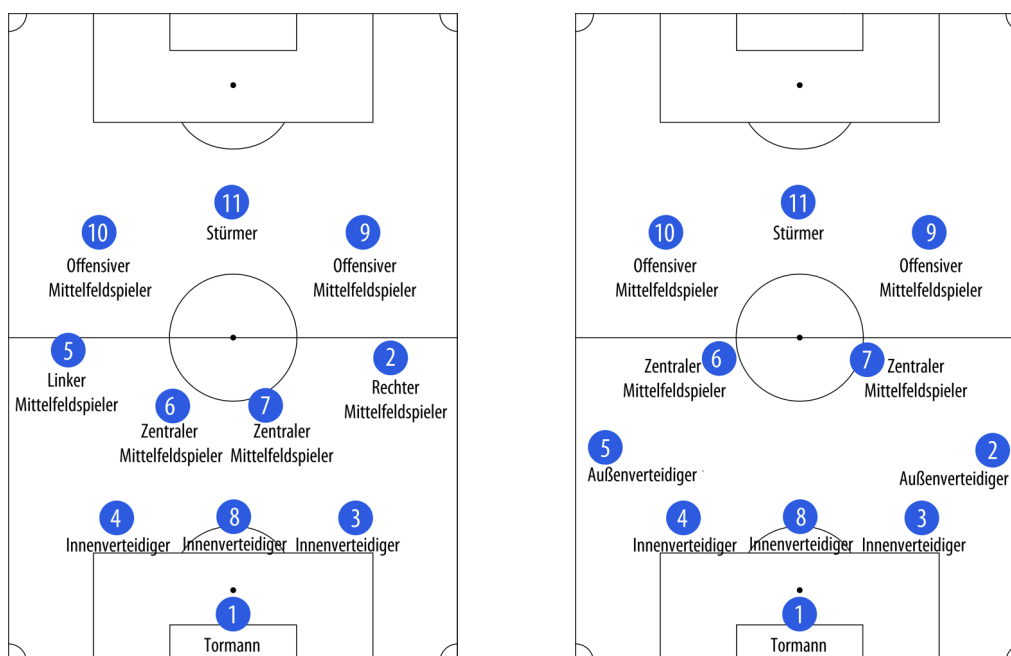 11
Stürmer
10
Offensiver
Mittelfeldspieler
9
Offensiver
Mittelfeldspieler
5
Linker
Mittelfeldspieler
2
Rechter
Mittelfeldspieler
6
Zentraler
Mittelfeldspieler
7
Zentraler
Mittelfeldspieler
4
Innenverteidiger
8
Innenverteidiger
3
Innenverteidiger
1
Tormann
11
Stürmer
10
Offensiver
Mittelfeldspieler
9
Offensiver
Mittelfeldspieler
6
Zentraler
Mittelfeldspieler
7
Zentraler
Mittelfeldspieler
5
Außenverteidiger
2
Außenverteidiger
4
Innenverteidiger
8
Innenverteidiger
3
Innenverteidiger
1
Tormann